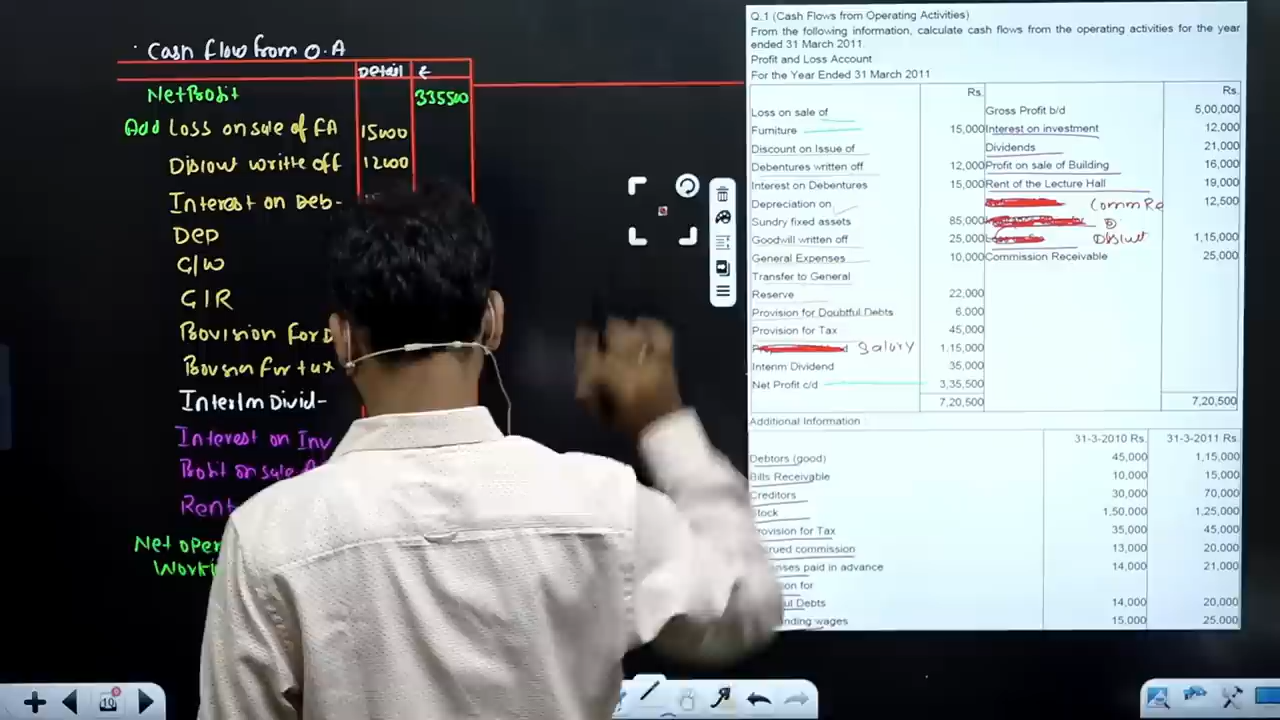 Cash flow from O.A
Detail ₹
Net Profit 335500
Add Loss on sale of FA 15000
Discout writte off 12000
Interest on Deb-
Dep
G/W
GIR
Provision for D
Provision for tax
Interim Divid-
Interest on Inv
Profit on sale
Rent
Net oper
Worki
Q.1 (Cash Flows from Operating Activities)
From the following information, calculate cash flows from the operating activities for the year
ended 31 March 2011.
Profit and Loss Account
For the Year Ended 31 March 2011
Rs. Rs.
Loss on sale of Gross Profit b/d 5,00,000
Furniture 15,000 Interest on investment 12,000
Discount on Issue of Dividends 21,000
Debentures written off 12,000 Profit on sale of Building 16,000
Interest on Debentures 15,000 Rent of the Lecture Hall 19,000
Depreciation on Comm Re 12,500
Sundry fixed assets 85,000
Goodwill written off 25,000 1,15,000
General Expenses 10,000 Commission Receivable 25,000
Transfer to General
Reserve 22,000
Provision for Doubtful Debts 6,000
Provision for Tax 45,000
Salary 1,15,000
Interim Dividend 35,000
Net Profit c/d 3,35,500
7,20,500 7,20,500
Additional Information
31-3-2010 Rs. 31-3-2011 Rs.
Debtors (good) 45,000 1,15,000
Bills Receivable 10,000 15,000
Creditors 30,000 70,000
Stock 1,50,000 1,25,000
rovision for Tax 35,000 45,000
rued commission 13,000 20,000
nses paid in advance 14,000 21,000
on for
ul Debts 14,000 20,000
nding wages 15,000 25,000
10